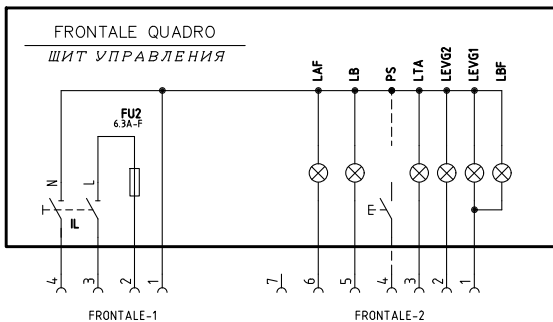 FRONTALE QUADRO
ЩИТ УПРАВЛЕНИЯ
LAF
LB
PS
LTA
LEVG2
LEVG1
LBF
FU2
6.3A-F
N
L
IL
4
3
2
1
7
6
5
4
3
2
1
FRONTALE-1
FRONTALE-2